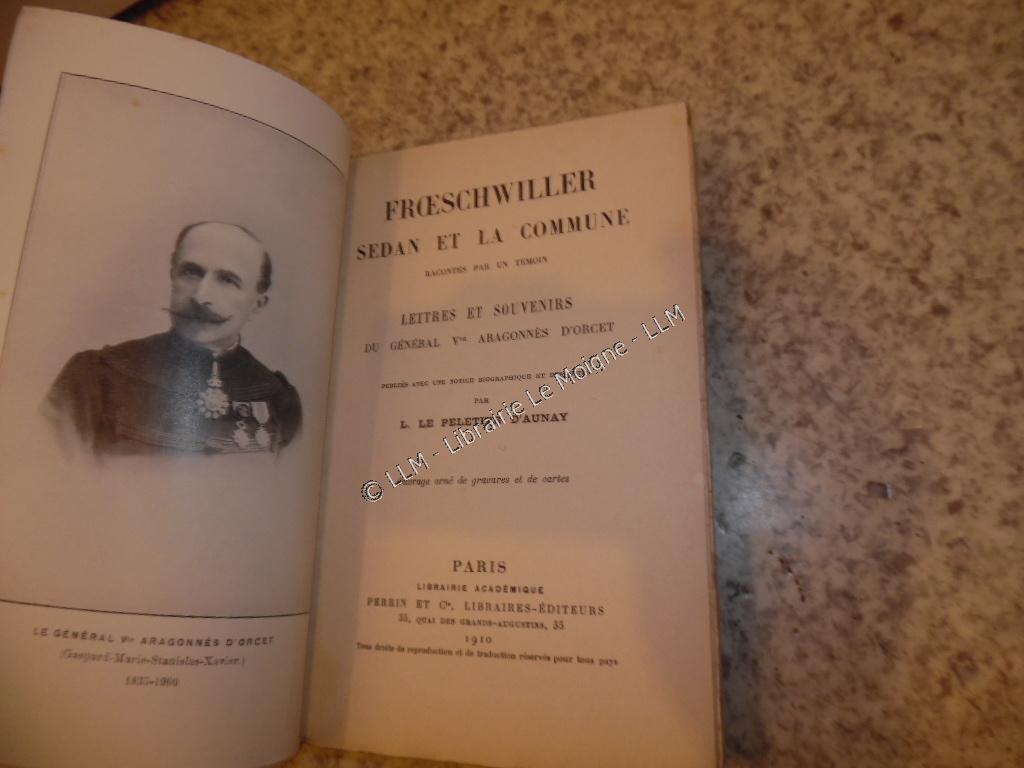 LE GÉNÉRAL Vte ARAGONNÈS D'ORCET
(Gaspard-Marie-Stanislas-Xavier.)
1835-1900
FRŒSCHWILLER
SEDAN ET LA COMMUNE
RACONTÉS PAR UN TÉMOIN
LETTRES ET SOUVENIRS
DU GÉNÉRAL Vte ARAGONNÈS D'ORCET
PUBLIÉS AVEC UNE NOTICE BIOGRAPHIQUE ET
PAR
L. LE PELETIER D'AUNAY
Ouvrage orné de gravures et de cartes
PARIS
LIBRAIRIE ACADÉMIQUE
PERRIN ET Cie, LIBRAIRES-ÉDITEURS
35, QUAI DES GRANDS-AUGUSTINS, 35
1910
Tous droits de reproduction et de traduction réservés pour tous pays
© LLM - Librairie Le Moigne - LLM